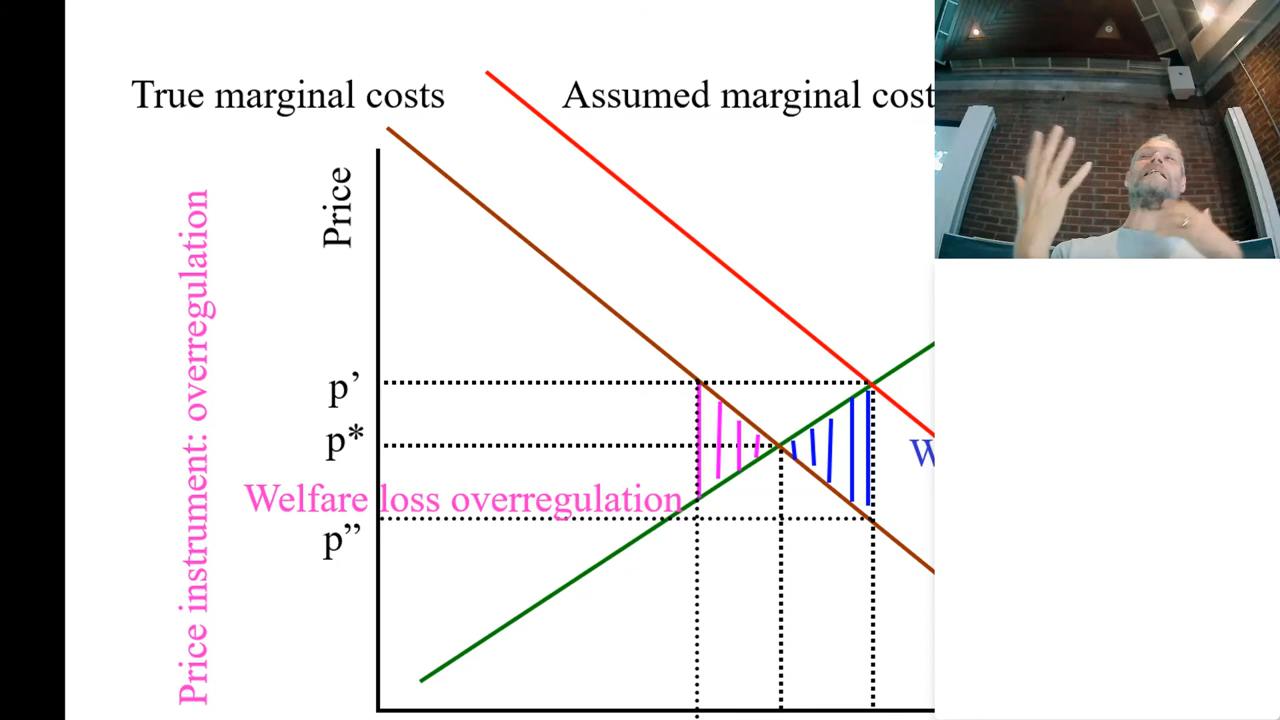 True marginal costs
Assumed marginal cost
Price instrument: overregulation
Price
p’
p*
W
Welfare loss overregulation
p”